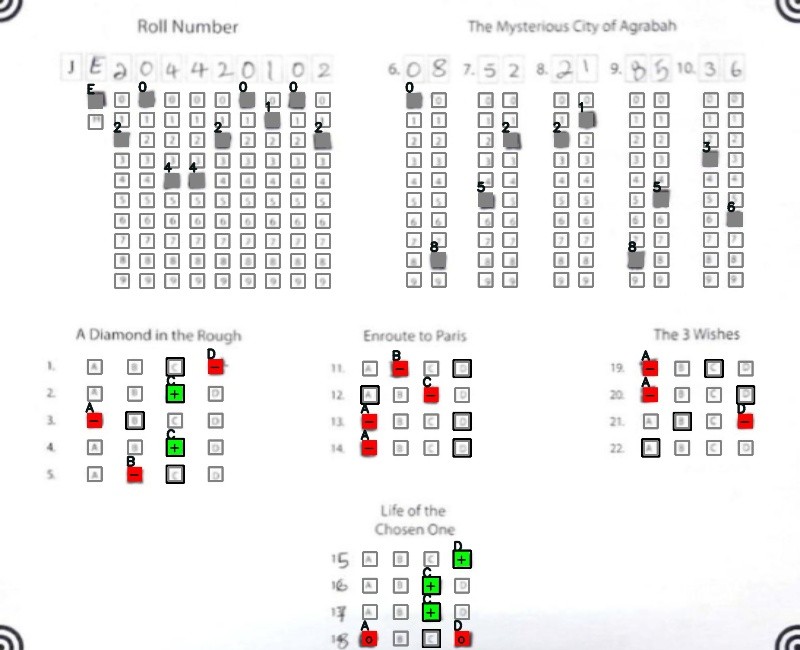 Roll Number
The Mysterious City of Agrabah
J E 2 0 4 4 2 0 1 0 2
6. 0 8 7. 5 2 8. 2 1 9. 8 5 10. 3 6
E 0 0 0 0
1 1
2 2 2 2 2
3
4 4
5 5
6
8 8
A Diamond in the Rough
D
1. A B C −
C
2. A B + D
A
3. − B C D
C
4. A B + D
B
5. A − C D
Enroute to Paris
B
11. A − C D
C
12. A B − D
A
13. − B C D
A
14. − B C D
The 3 Wishes
A
19. − B C D
A
20. − B C D
D
21. A B C −
22. A B C D
Life of the
Chosen One
D
15 A B C +
C
16 A B + D
C
17 A B + D
A D
18 o B C o